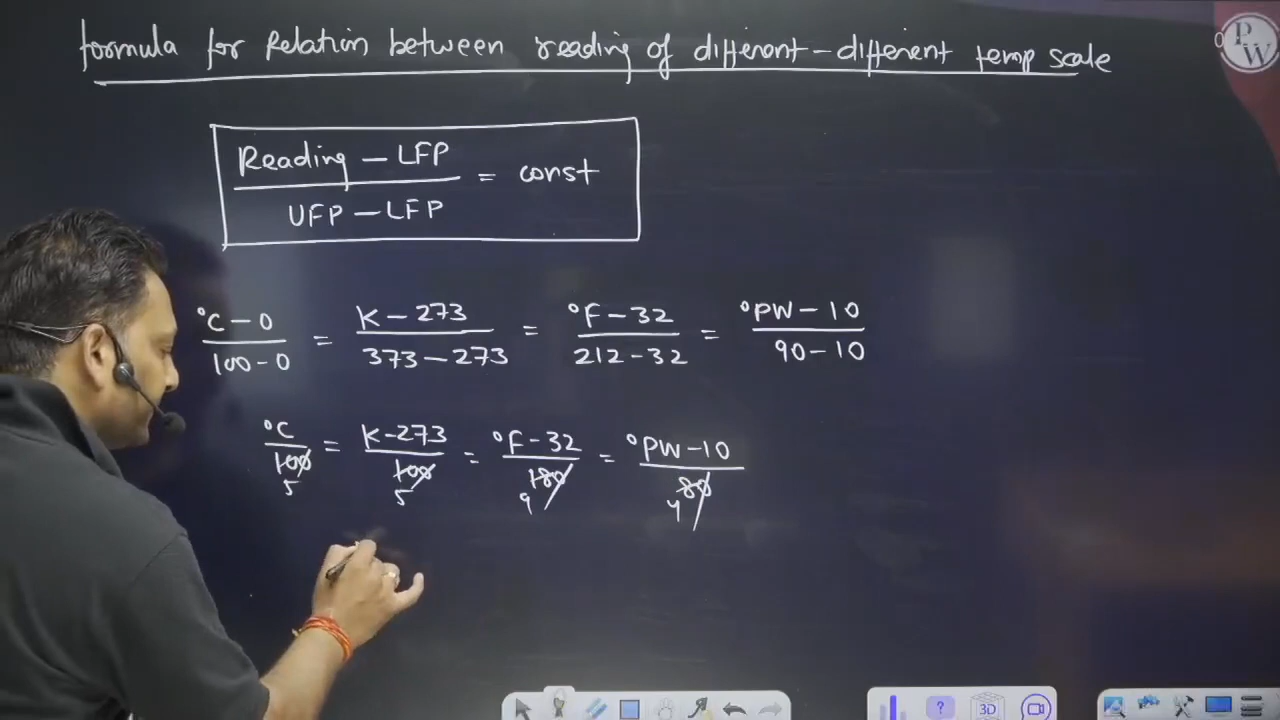 formula for Relation between reading of different-different temp scale
PW
Reading - LFP / UFP - LFP = const
°C - 0 / 100 - 0 = K - 273 / 373 - 273 = °F - 32 / 212 - 32 = °PW - 10 / 90 - 10
°C / 100 = K - 273 / 100 = °F - 32 / 180 = °PW - 10 / 80
5 5 9 4
? 3D